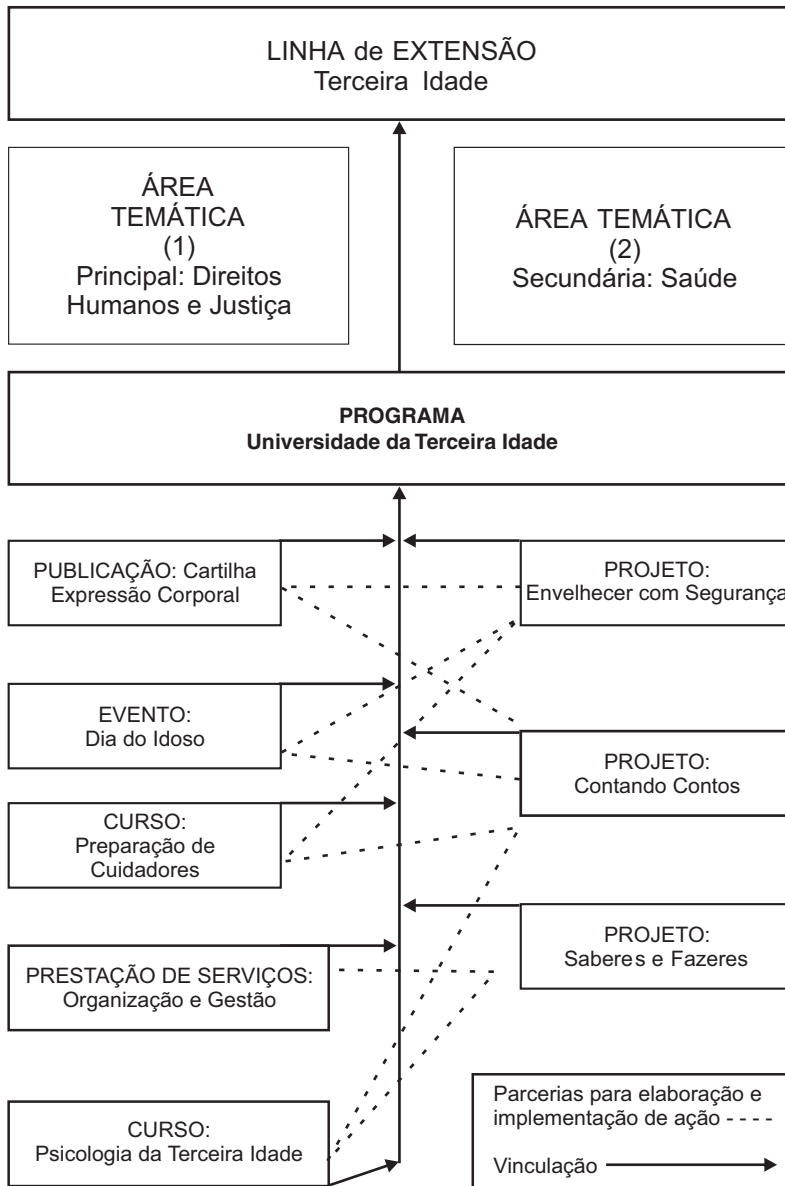 LINHA de EXTENSÃO
Terceira Idade
ÁREA
TEMÁTICA
(1)
Principal: Direitos
Humanos e Justiça
ÁREA TEMÁTICA
(2)
Secundária: Saúde
PROGRAMA
Universidade da Terceira Idade
PUBLICAÇÃO: Cartilha
Expressão Corporal
PROJETO:
Envelhecer com Segurança
EVENTO:
Dia do Idoso
PROJETO:
Contando Contos
CURSO:
Preparação de
Cuidadores
PROJETO:
Saberes e Fazeres
PRESTAÇÃO DE SERVIÇOS:
Organização e Gestão
CURSO:
Psicologia da Terceira Idade
Parcerias para elaboração e
implementação de ação
Vinculação